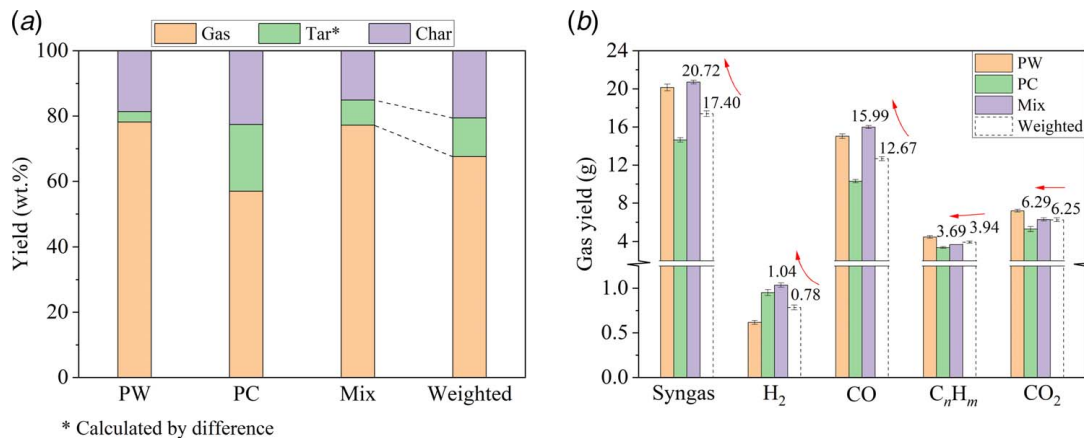 (a)
Gas
Tar*
Char
Yield (wt.%)
100
80
60
40
20
0
PW
PC
Mix
Weighted
* Calculated by difference
(b)
Gas yield (g)
24
20
16
12
8
4
1.0
0.5
0.0
PW
PC
Mix
Weighted
20.72
17.40
1.04
0.78
15.99
12.67
3.69
3.94
6.29
6.25
Syngas
H₂
CO
CₙHₘ
CO₂